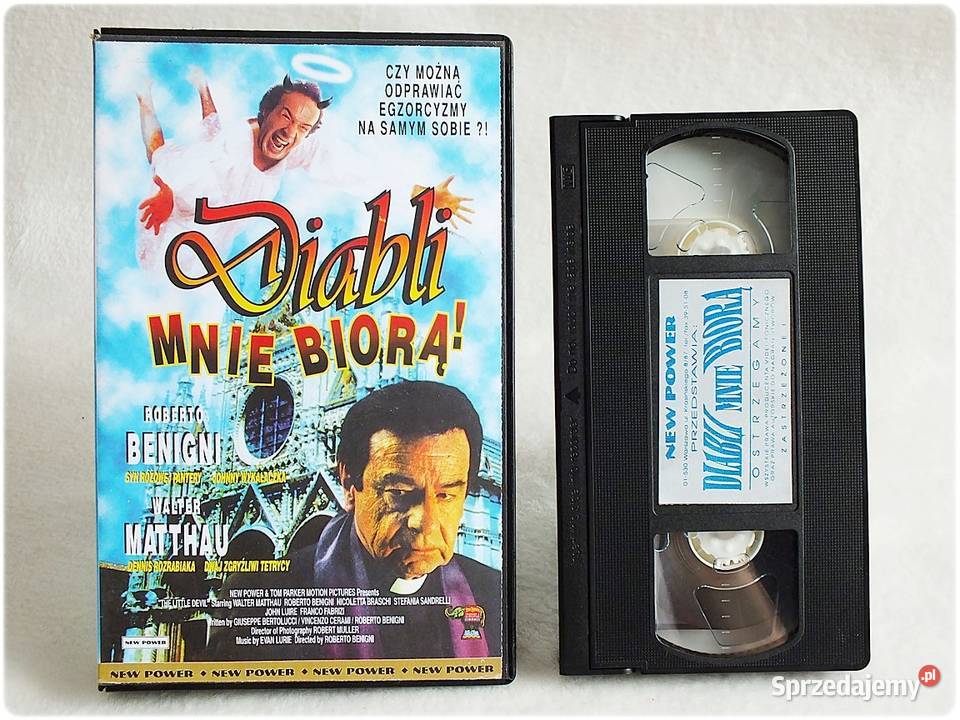 CZY MOŻNA
ODPRAWIAĆ
EGZORCYZMY
NA SAMYM SOBIE ?!
Diabli
MNIE BIORĄ!
ROBERTO
BENIGNI
SYN RÓŻOWEJ PANTERY JOHNNY WYKAŁACZKA
WALTER
MATTHAU
DENNIS ROZRABIAKA DWAJ ZGRYŹLIWI TETRYCY
NEW POWER & TOM PARKER MOTION PICTURES Presents
"THE LITTLE DEVIL" Starring WALTER MATTHAU ROBERTO BENIGNI NICOLETTA BRASCHI STEFANIA SANDRELLI
JOHN LUIRE FRANCO FABRIZI
Written by GIUSEPPE BERTOLUCCI / VINCENZO CERAMI / ROBERTO BENIGNI
Director of Photography ROBERT MULLER
Music by EVAN LURIE Directed by ROBERTO BENIGNI
NEW POWER
NEW POWER • NEW POWER • NEW POWER • NEW POWER
NEW POWER
PRZEDSTAWIA:
DIABLI MNIE BIORĄ
OSTRZEGAMY
ZASTRZEŻONE!
Sprzedajemy.pl